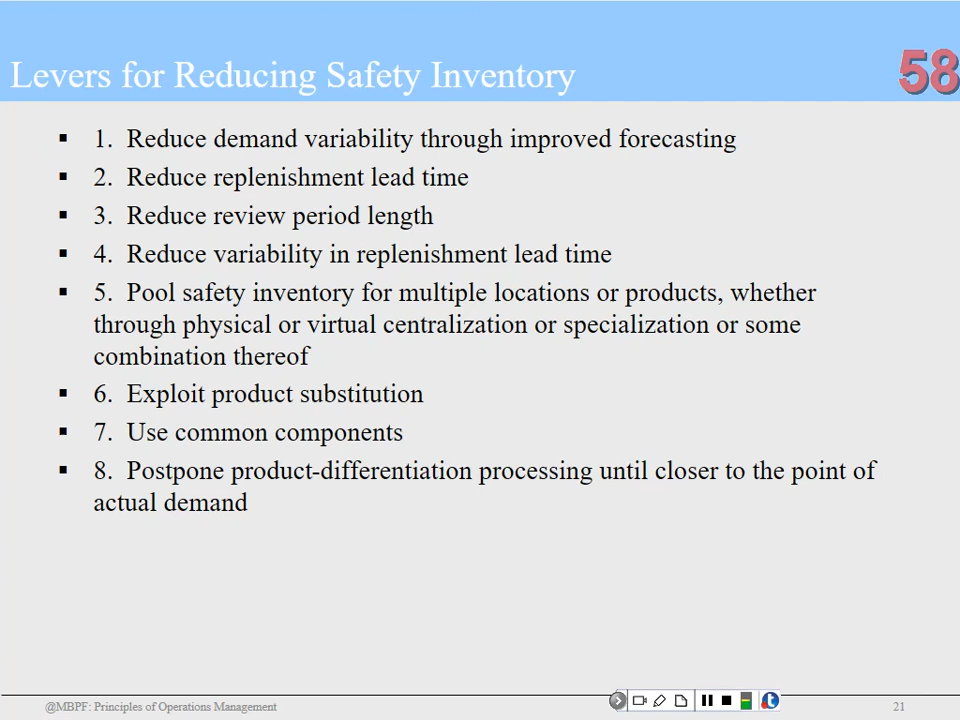 Levers for Reducing Safety Inventory
58
▪ 1. Reduce demand variability through improved forecasting
▪ 2. Reduce replenishment lead time
▪ 3. Reduce review period length
▪ 4. Reduce variability in replenishment lead time
▪ 5. Pool safety inventory for multiple locations or products, whether
through physical or virtual centralization or specialization or some
combination thereof
▪ 6. Exploit product substitution
▪ 7. Use common components
▪ 8. Postpone product-differentiation processing until closer to the point of
actual demand
@MBPF: Principles of Operations Management
21